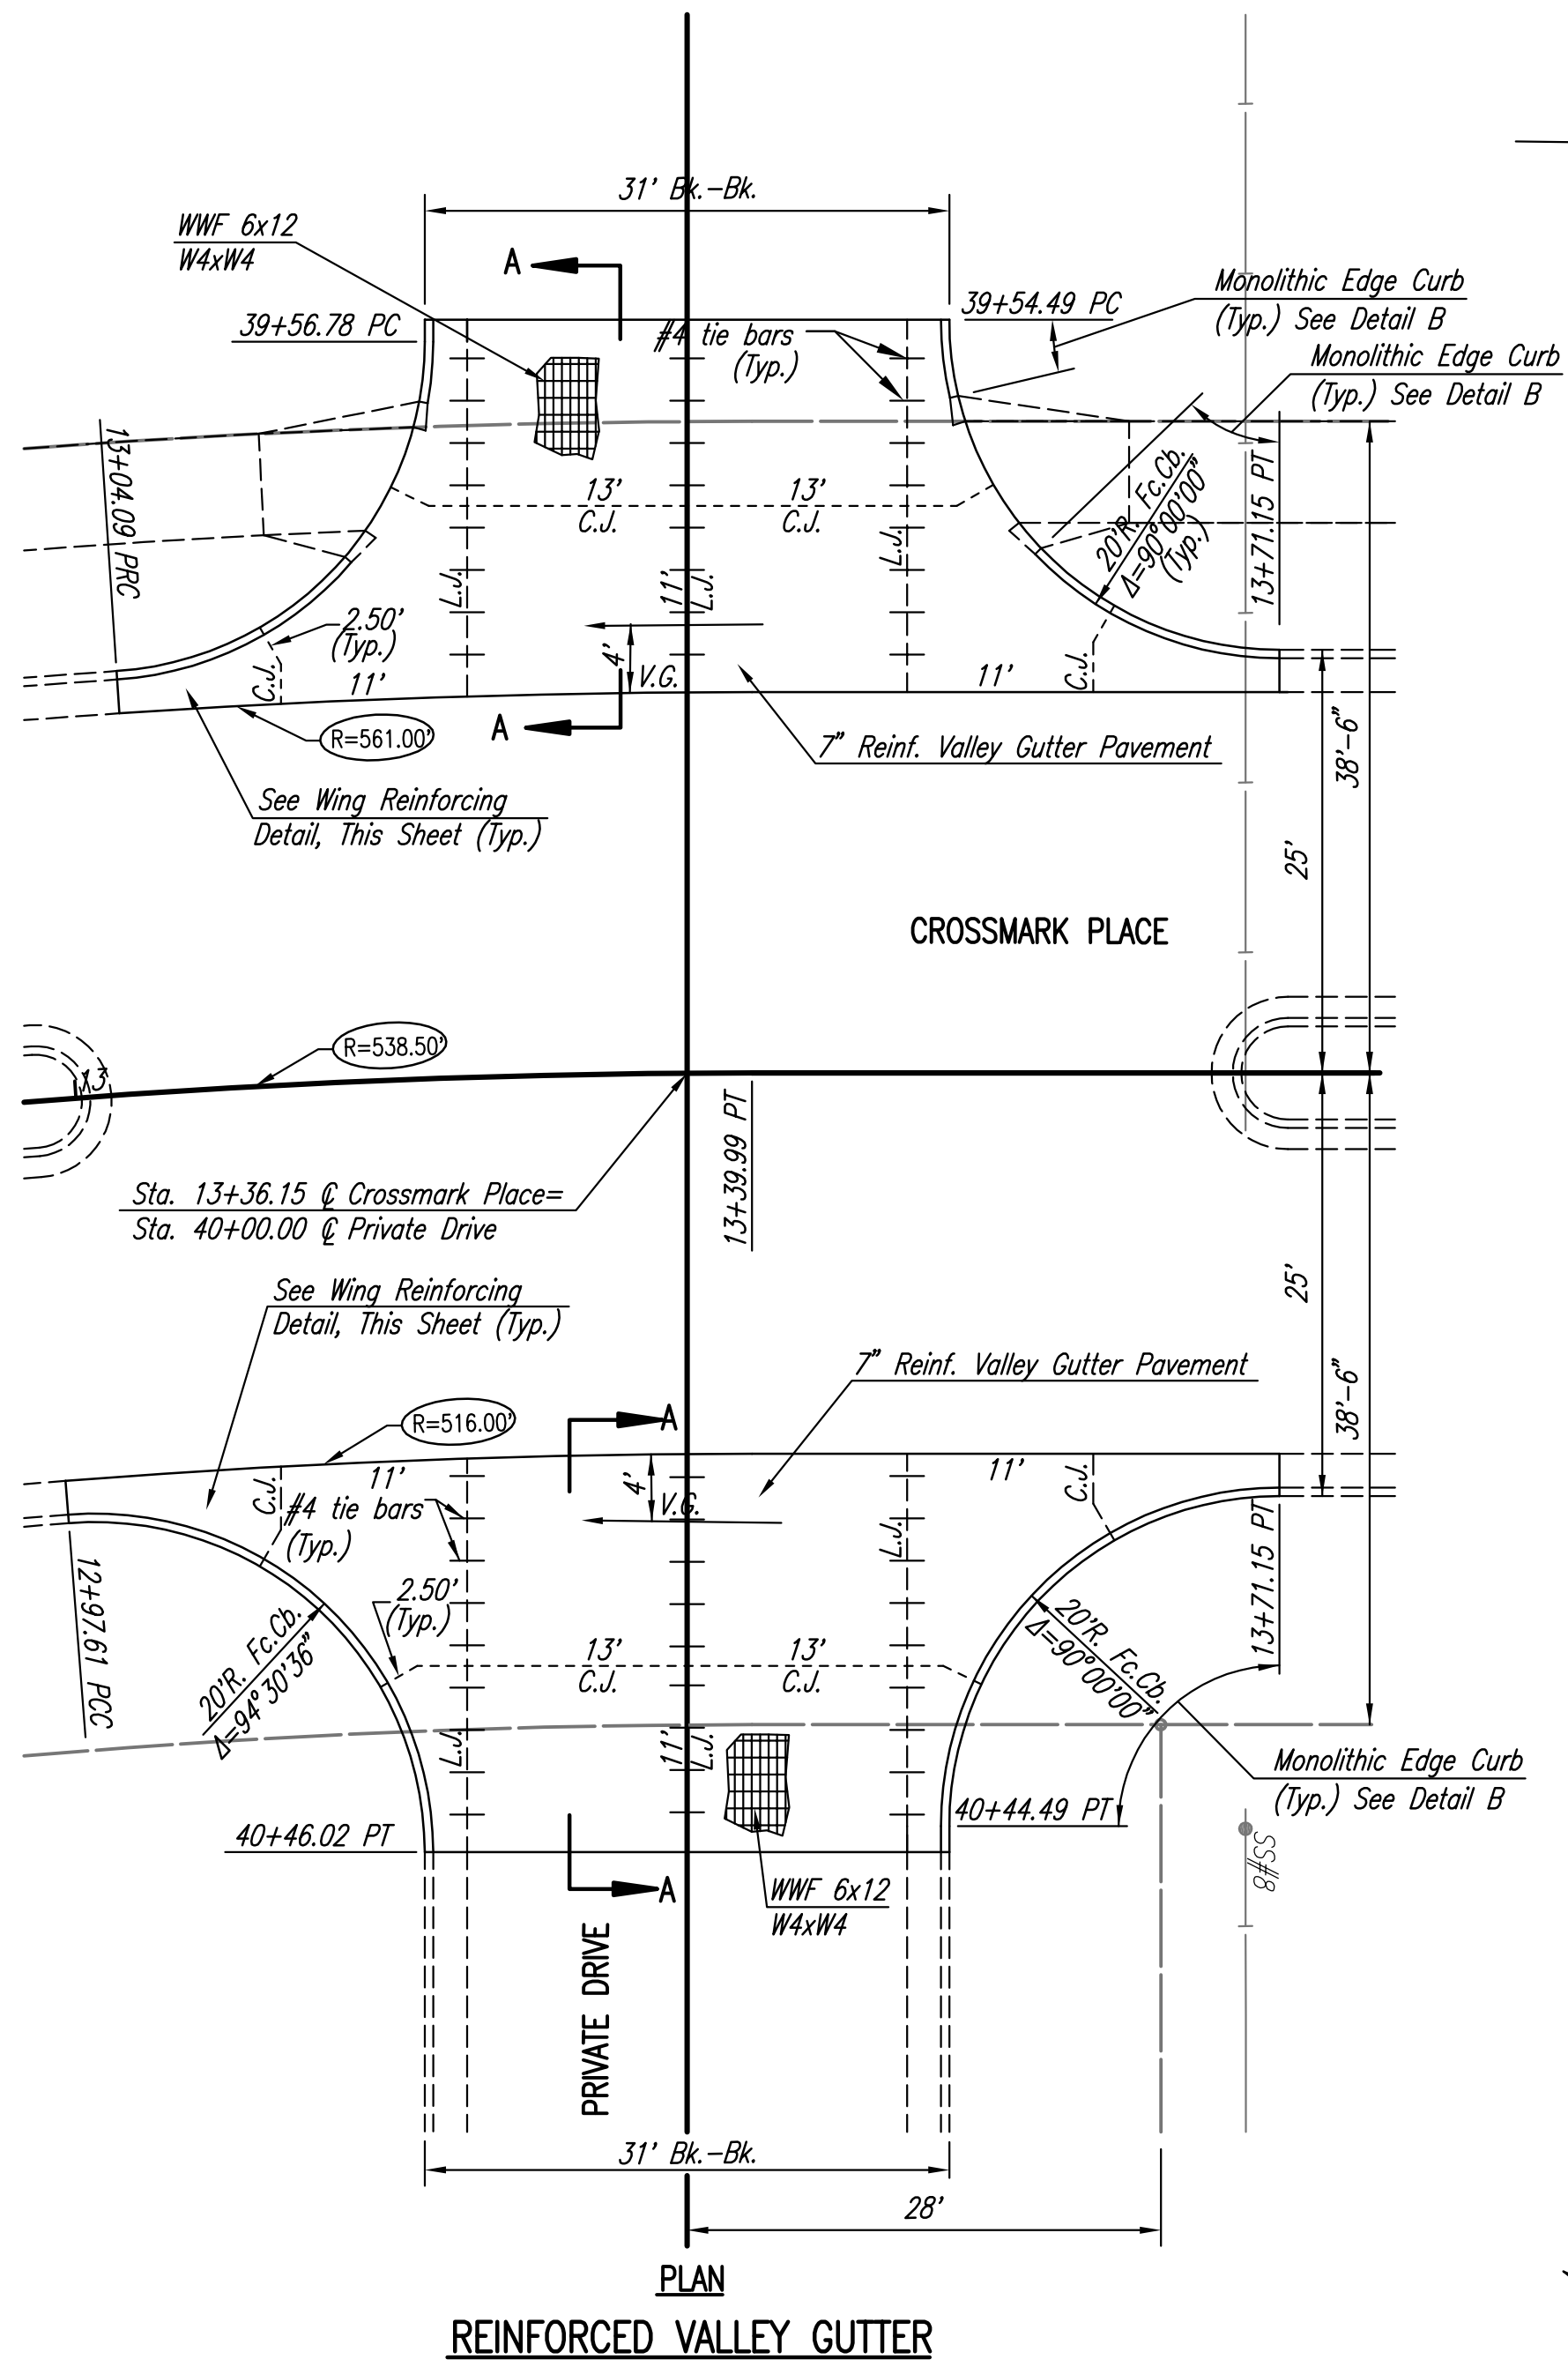 31' Bk.-Bk.
WWF 6x12
W4xW4
A
39+56.78 PC
#4 tie bars
(Typ.)
39+54.49 PC
Monolithic Edge Curb
(Typ.) See Detail B
Monolithic Edge Curb
(Typ.) See Detail B
13+04.09 PRC
13'
C.J.
13'
C.J.
20'R. Fc.Cb.
Δ=90°00'00"
(Typ.)
13+71.15 PT
L.J.
11'
L.J.
L.J.
2.50'
(Typ.)
C.J.
11'
4'
V.G.
11'
C.J.
A
R=561.00'
7" Reinf. Valley Gutter Pavement
38'-6"
See Wing Reinforcing
Detail, This Sheet (Typ.)
25'
CROSSMARK PLACE
R=538.50'
13
13+39.99 PT
Sta. 13+36.15 ℄ Crossmark Place=
Sta. 40+00.00 ℄ Private Drive
25'
See Wing Reinforcing
Detail, This Sheet (Typ.)
7" Reinf. Valley Gutter Pavement
38'-6"
R=516.00'
A
C.J.
11'
4'
V.G.
11'
C.J.
#4 tie bars
(Typ.)
L.J.
12+97.61 PCC
2.50'
(Typ.)
20'R. Fc.Cb.
Δ=94°30'36"
13'
C.J.
13'
C.J.
20'R. Fc.Cb.
Δ=90°00'00"
13+71.15 PT
L.J.
11'
L.J.
Monolithic Edge Curb
(Typ.) See Detail B
40+46.02 PT
40+44.49 PT
SS#8
A
WWF 6x12
W4xW4
PRIVATE DRIVE
31' Bk.-Bk.
28'
PLAN
REINFORCED VALLEY GUTTER